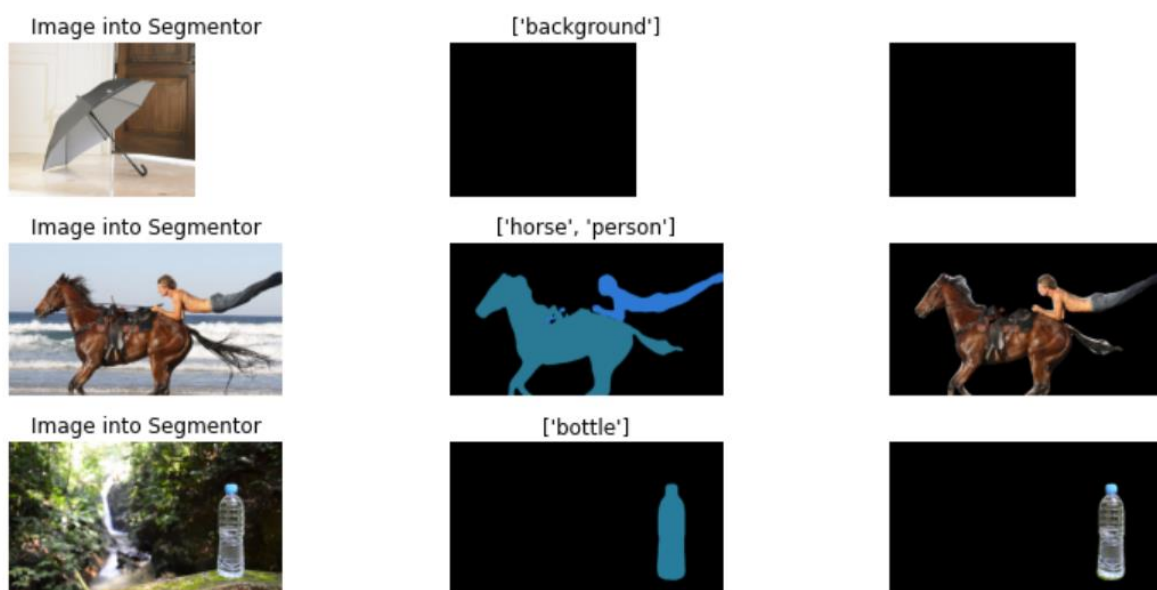 Image into Segmentor
['background']
Image into Segmentor
['horse', 'person']
Image into Segmentor
['bottle']